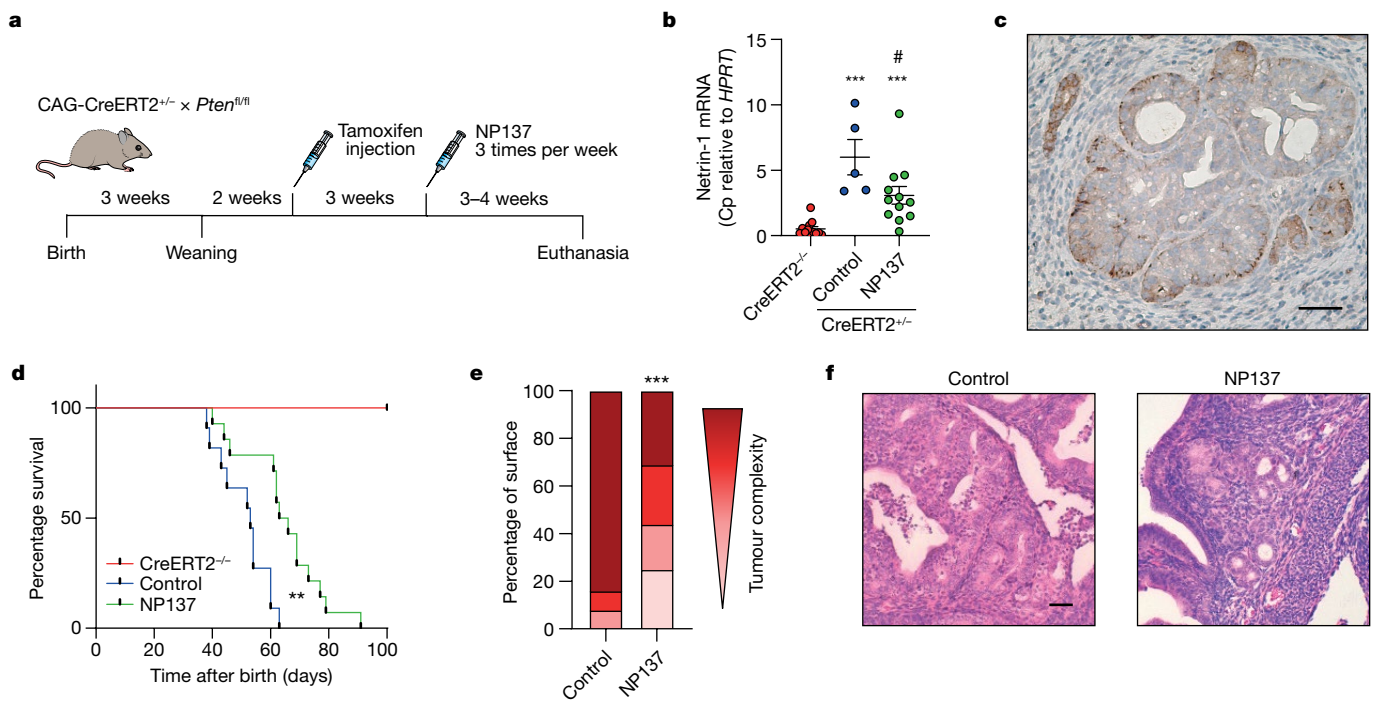 a
CAG-CreERT2+/– × Ptenfl/fl
Tamoxifen
injection
NP137
3 times per week
3 weeks
2 weeks
3 weeks
3–4 weeks
Birth
Weaning
Euthanasia
b
Netrin-1 mRNA
(Cp relative to HPRT)
15
10
5
0
#
***
***
CreERT2–/–
Control
NP137
CreERT2+/–
c
d
Percentage survival
100
50
0
CreERT2–/–
Control
NP137
**
0 20 40 60 80 100
Time after birth (days)
e
Percentage of surface
100
80
60
40
20
0
***
Control
NP137
Tumour complexity
f
Control
NP137